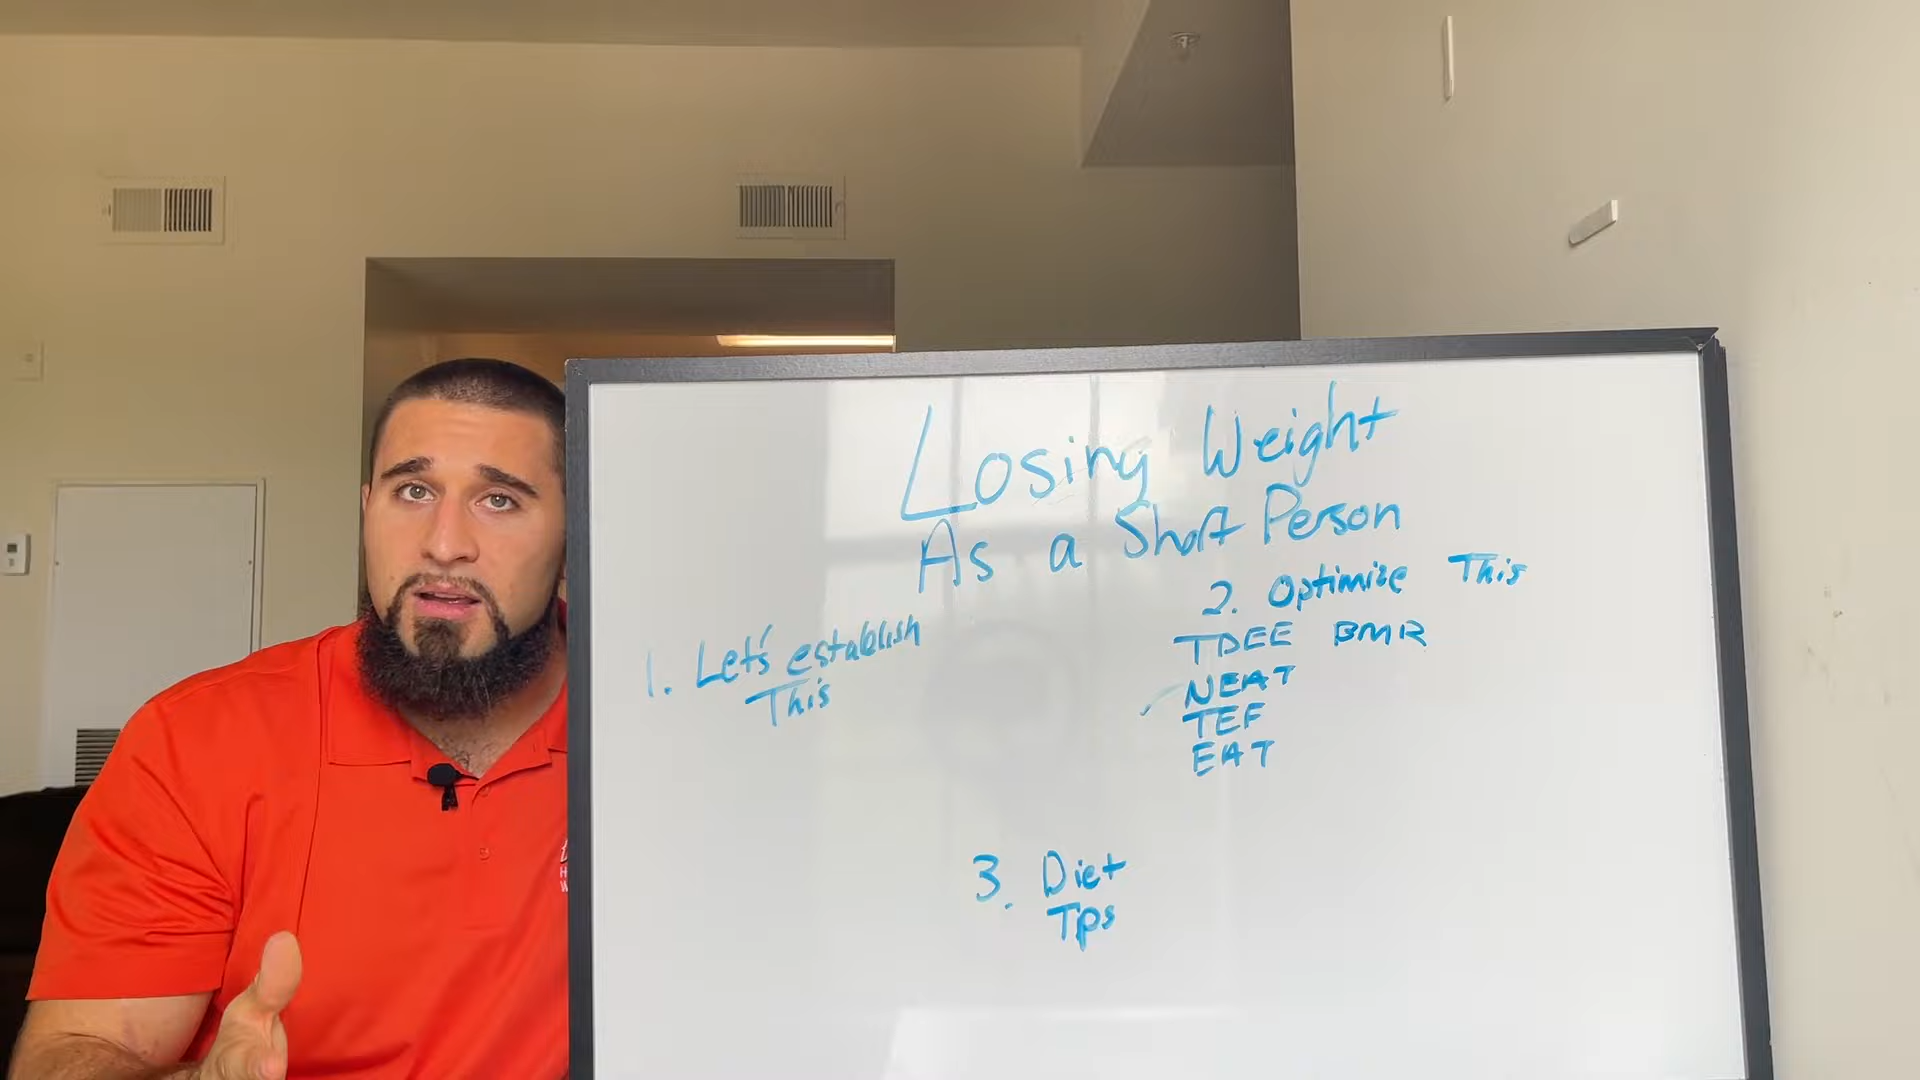 Losing Weight
As a Short Person
1. Let's establish
This
2. Optimize This
TDEE BMR
NEAT
TEF
EAT
3. Diet
Tps